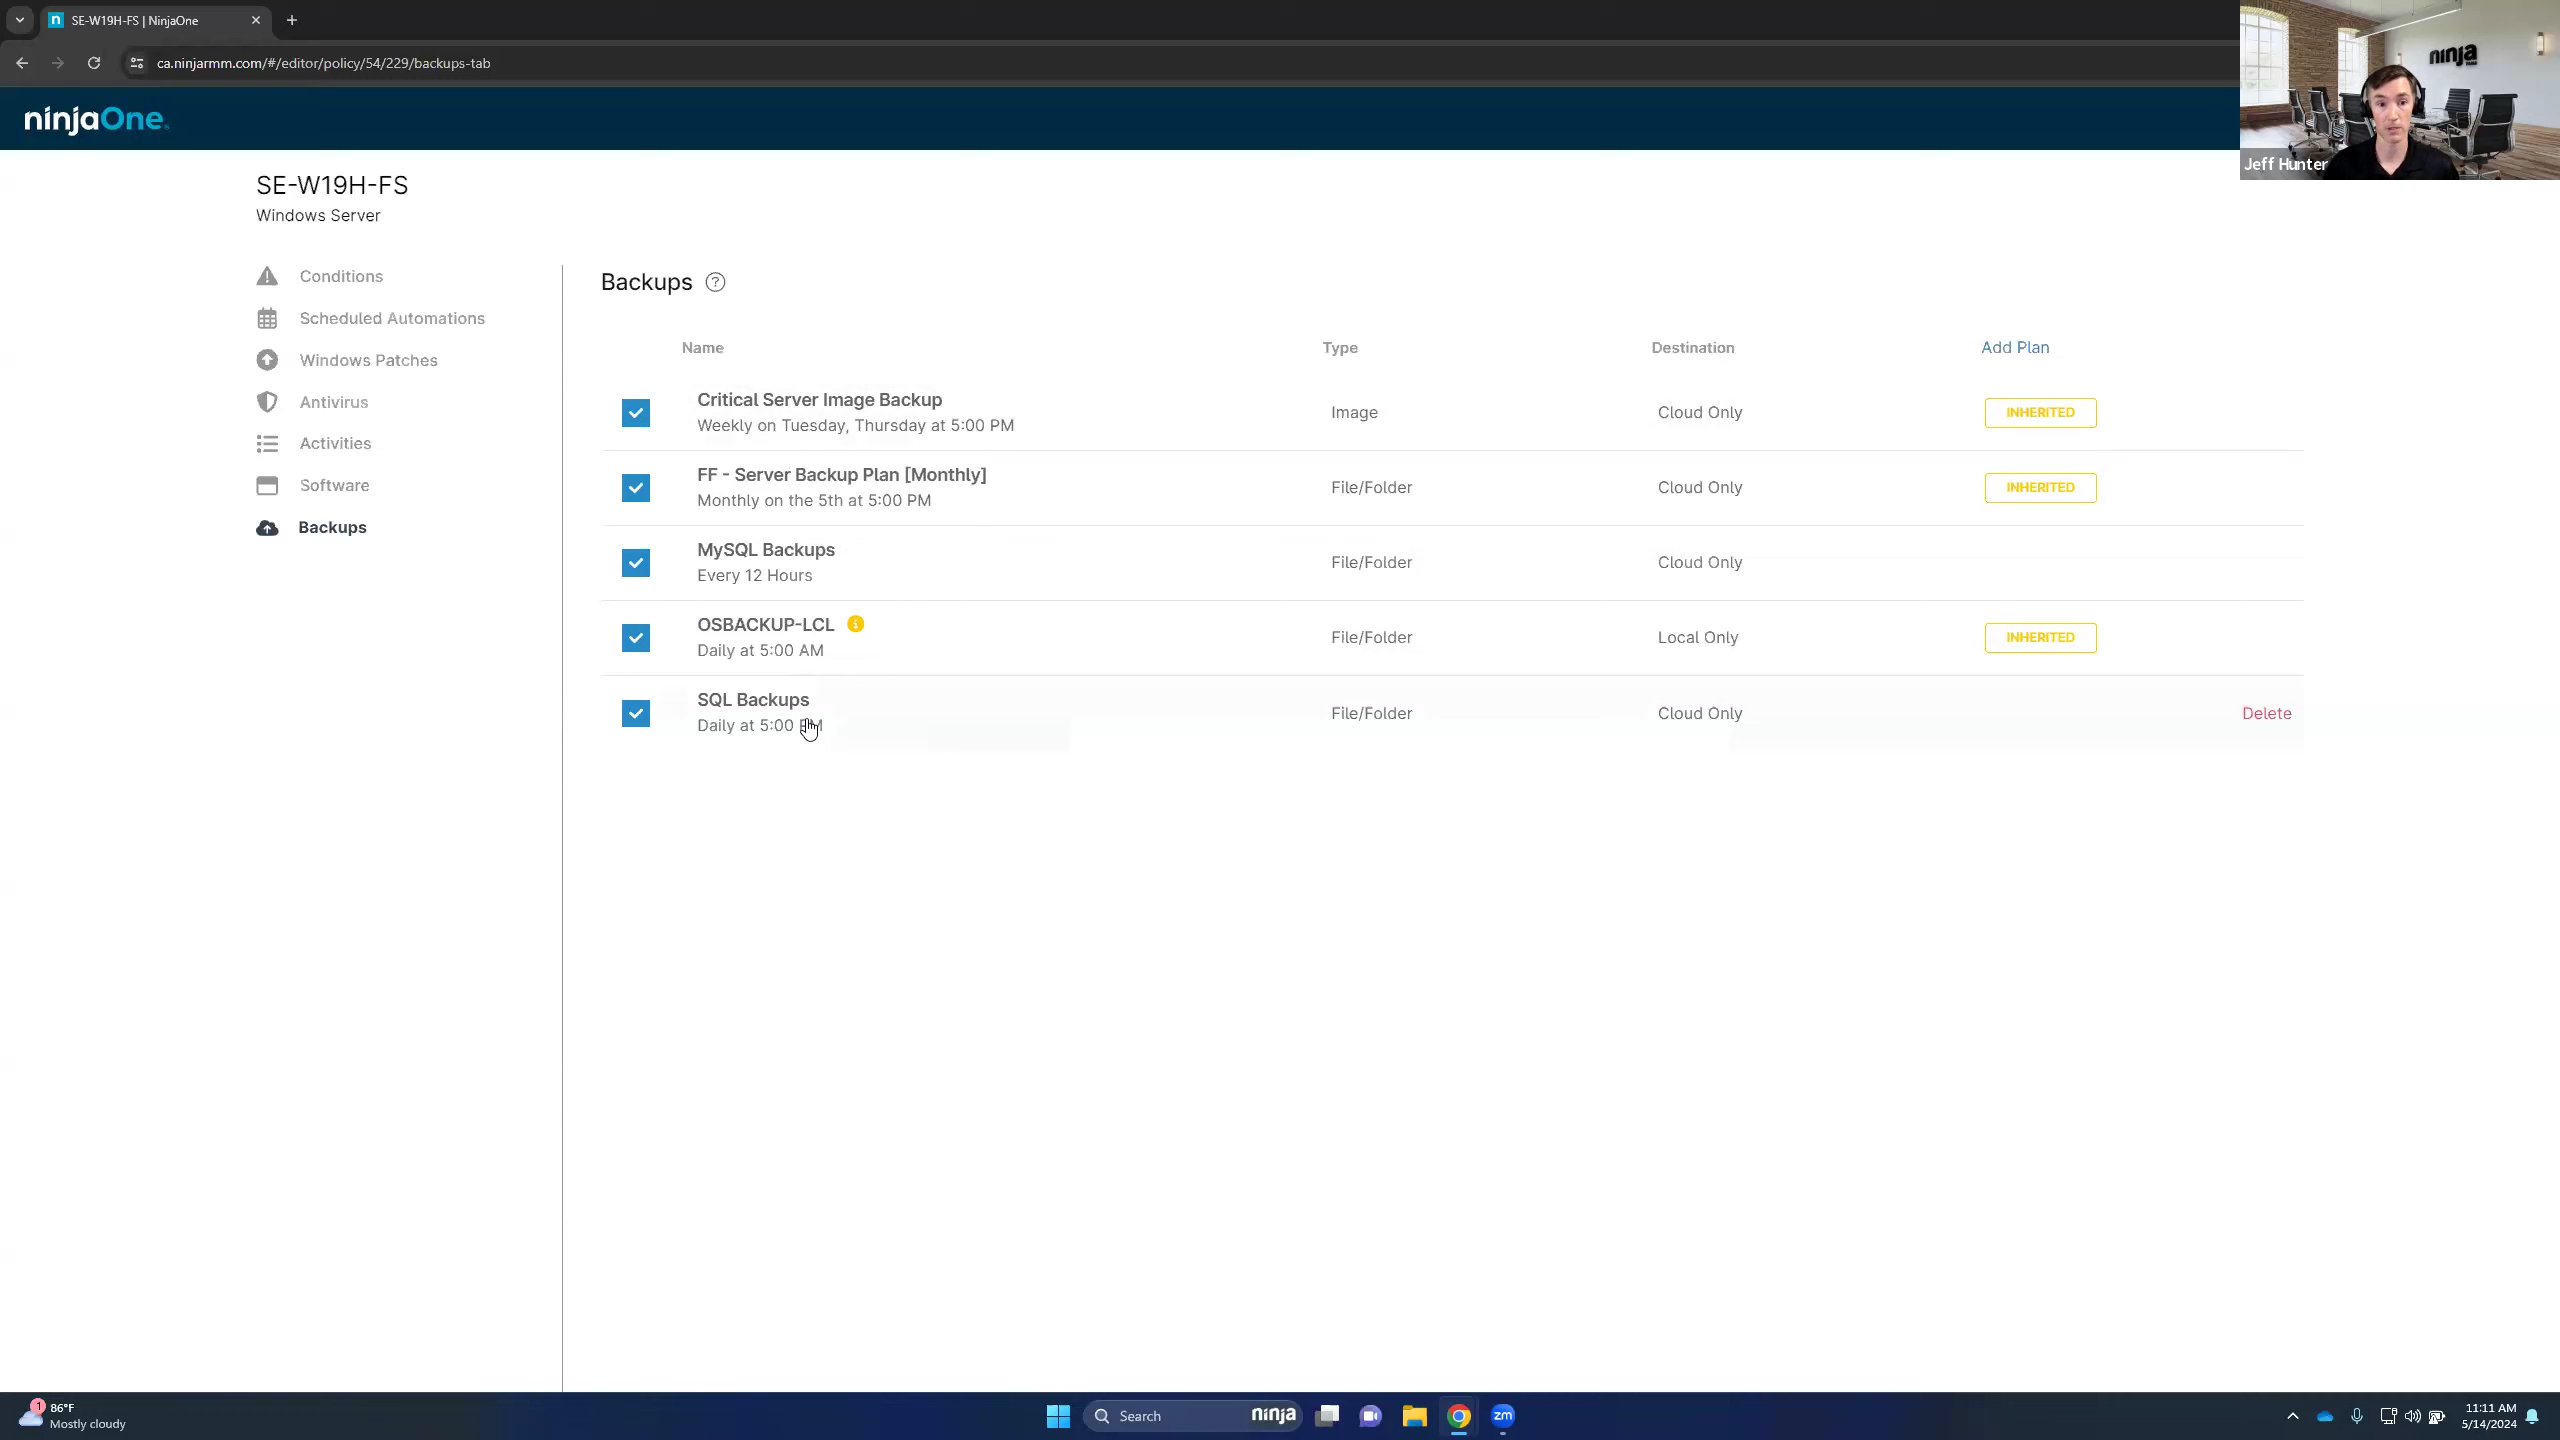 SE-W19H-FS | NinjaOne
ca.ninjarmm.com/#/editor/policy/54/229/backups-tab
ninja
Jeff Hunter
ninjaOne
SE-W19H-FS
Windows Server
Conditions
Scheduled Automations
Windows Patches
Antivirus
Activities
Software
Backups
Backups ?
Name Type Destination Add Plan
Critical Server Image Backup
Weekly on Tuesday, Thursday at 5:00 PM
Image Cloud Only INHERITED
FF - Server Backup Plan [Monthly]
Monthly on the 5th at 5:00 PM
File/Folder Cloud Only INHERITED
MySQL Backups
Every 12 Hours
File/Folder Cloud Only
OSBACKUP-LCL
Daily at 5:00 AM
File/Folder Local Only INHERITED
SQL Backups
Daily at 5:00
File/Folder Cloud Only Delete
1
86°F
Mostly cloudy
Search ninja
zm
11:11 AM
5/14/2024